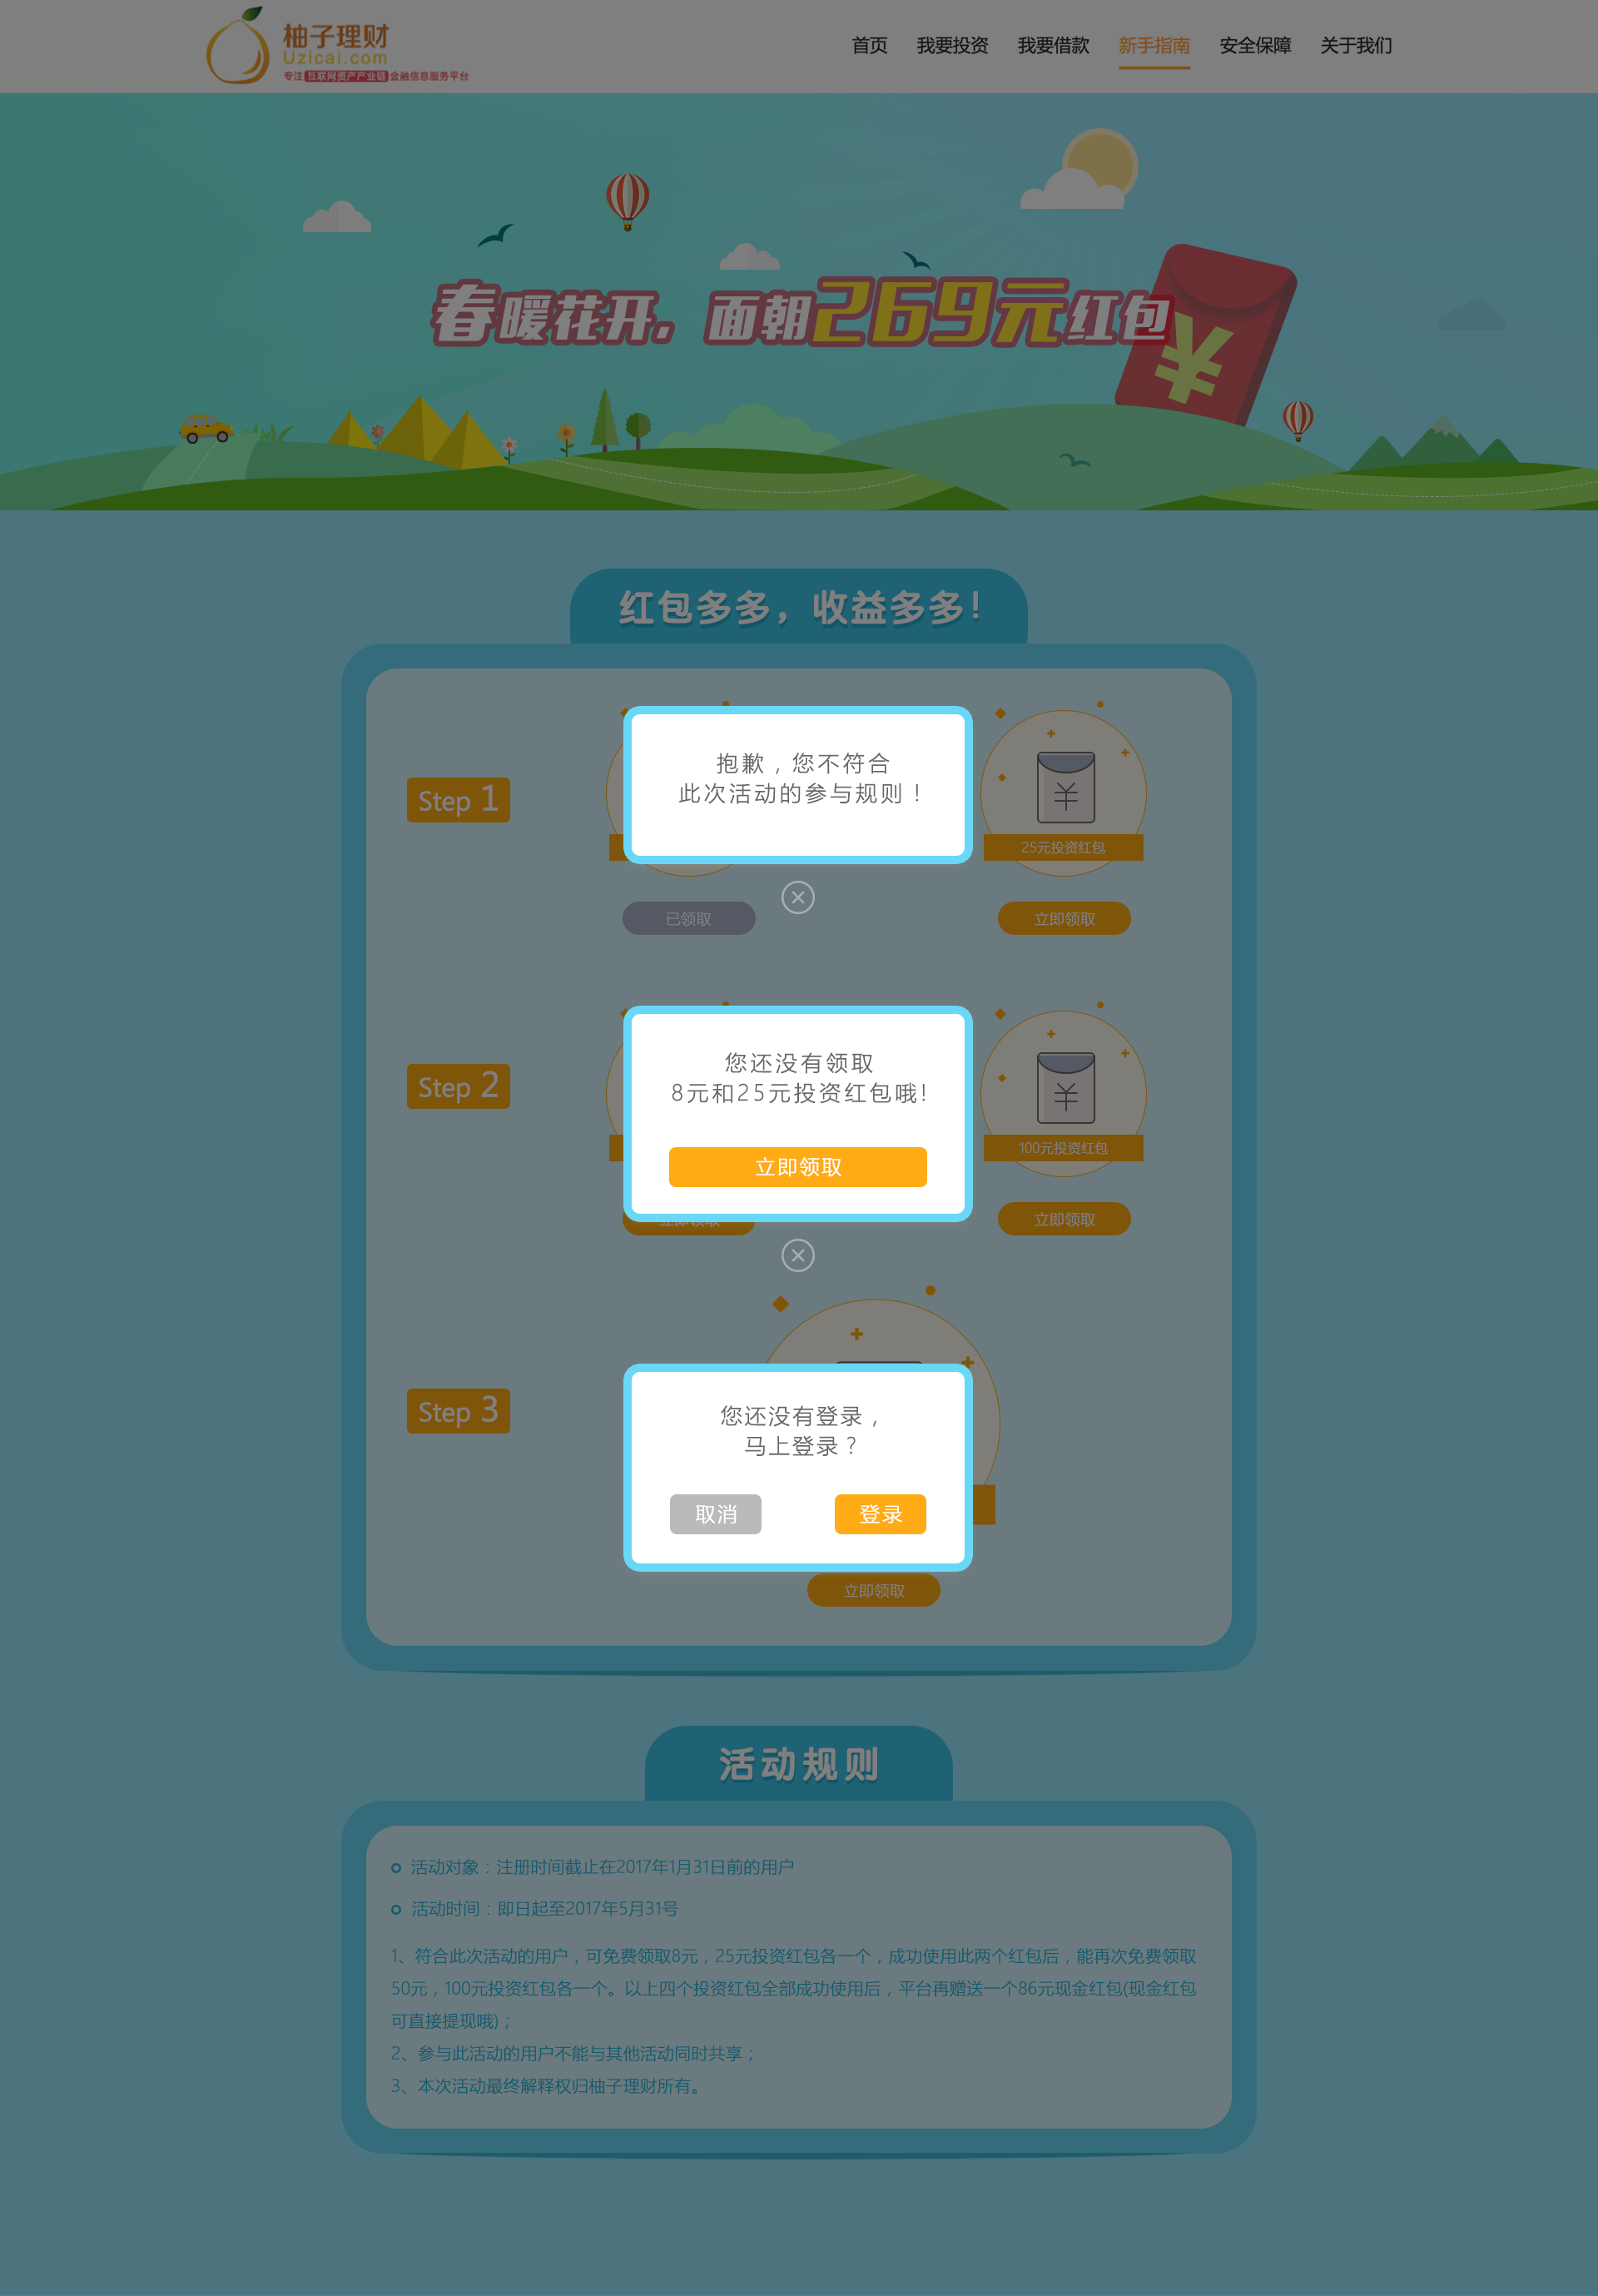 柚子理财
Uzicai.com
专注 互联网资产产业链 金融信息服务平台
首页 我要投资 我要借款 新手指南 安全保障 关于我们
春暖花开，面朝269元红包
¥
红包多多，收益多多！
Step 1
抱歉，您不符合
此次活动的参与规则！
25元投资红包
已领取
立即领取
Step 2
您还没有领取
8元和25元投资红包哦!
立即领取
100元投资红包
立即领取
立即领取
Step 3
您还没有登录，
马上登录？
取消
登录
立即领取
活动规则
活动对象：注册时间截止在2017年1月31日前的用户
活动时间：即日起至2017年5月31号
1、符合此次活动的用户，可免费领取8元，25元投资红包各一个，成功使用此两个红包后，能再次免费领取
50元，100元投资红包各一个。以上四个投资红包全部成功使用后，平台再赠送一个86元现金红包(现金红包
可直接提现哦)；
2、参与此活动的用户不能与其他活动同时共享；
3、本次活动最终解释权归柚子理财所有。